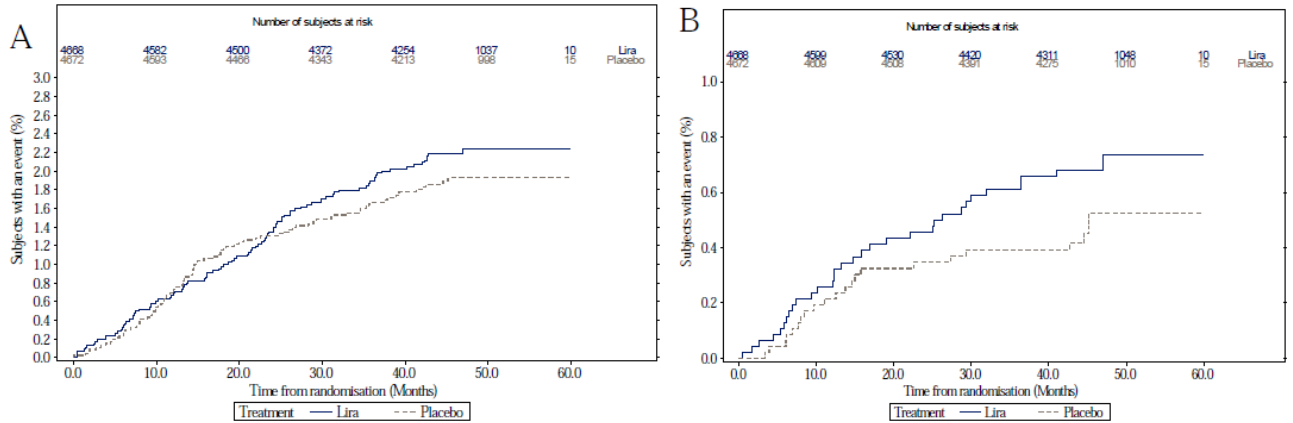 A
Number of subjects at risk
4668 4582 4500 4372 4254 1037 10 Lira
4672 4593 4466 4343 4213 998 15 Placebo
3.0
2.8
2.6
2.4
2.2
2.0
1.8
1.6
1.4
1.2
1.0
0.8
0.6
0.4
0.2
0.0
Subjects with an event (%)
0.0 10.0 20.0 30.0 40.0 50.0 60.0
Time from randomisation (Months)
Treatment Lira Placebo
B
Number of subjects at risk
4668 4599 4530 4420 4311 1048 10 Lira
4672 4609 4508 4391 4275 1010 15 Placebo
1.0
0.8
0.6
0.4
0.2
0.0
Subjects with an event (%)
0.0 10.0 20.0 30.0 40.0 50.0 60.0
Time from randomisation (Months)
Treatment Lira Placebo